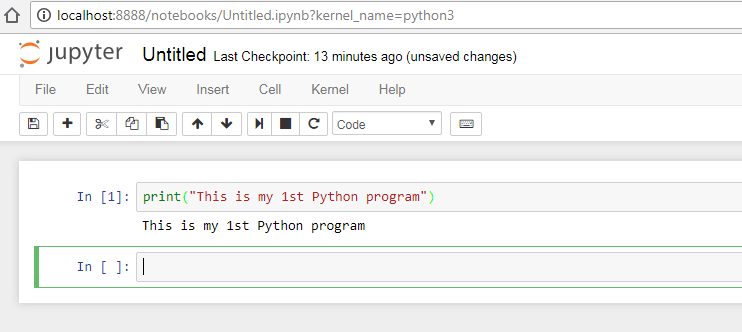 localhost:8888/notebooks/Untitled.ipynb?kernel_name=python3
jupyter Untitled Last Checkpoint: 13 minutes ago (unsaved changes)
File Edit View Insert Cell Kernel Help
Code
In [1]: print("This is my 1st Python program")
This is my 1st Python program
In [ ]: